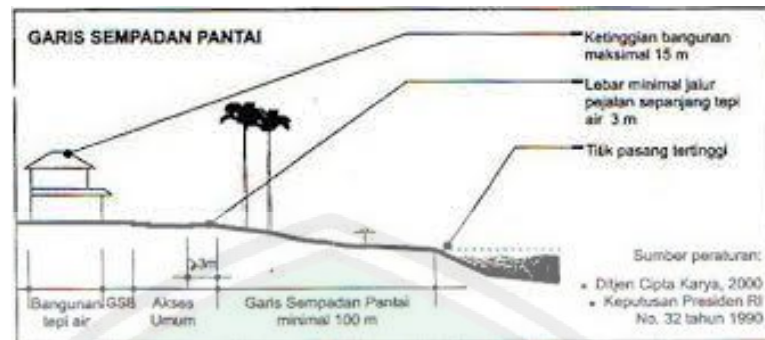 GARIS SEMPADAN PANTAI
Ketinggian bangunan
maksimal 15 m
Lebar minimal jalur
pejalan sepanjang tepi
air 3 m
Titik pasang tertinggi
3m
Bangunan
tepi air
GSB
Akses
Umum
Garis Sempadan Pantai
minimal 100 m
Sumber peraturan:
• Ditjen Cipta Karya, 2000
• Keputusan Presiden RI
No. 32 tahun 1990